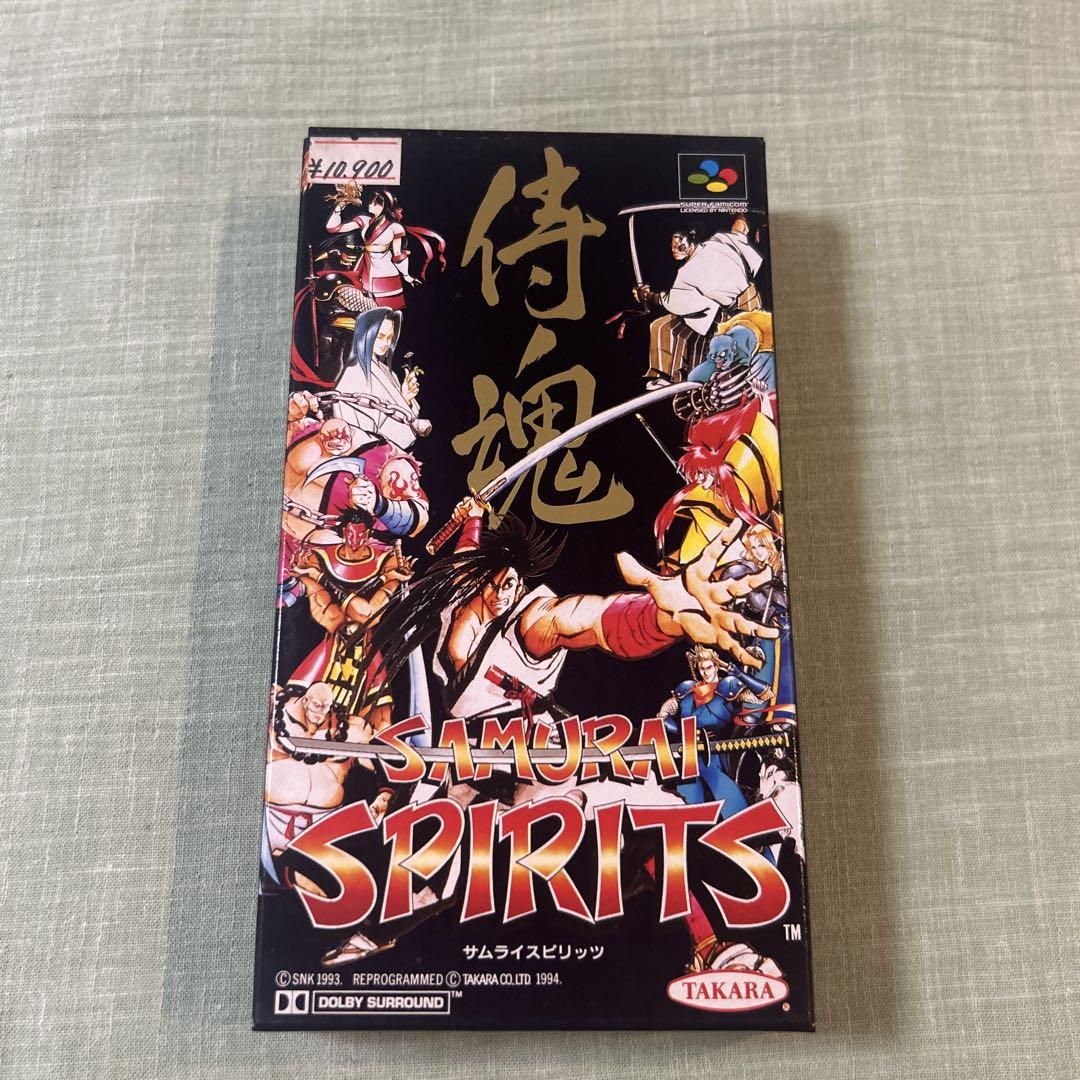 ¥10,900
侍魂
SUPER FAMICOM
LICENSED BY NINTENDO
SAMURAI
SPIRITS
TM
サムライスピリッツ
©SNK 1993. REPROGRAMMED © TAKARA CO.,LTD. 1994.
DOLBY SURROUND TM
TAKARA